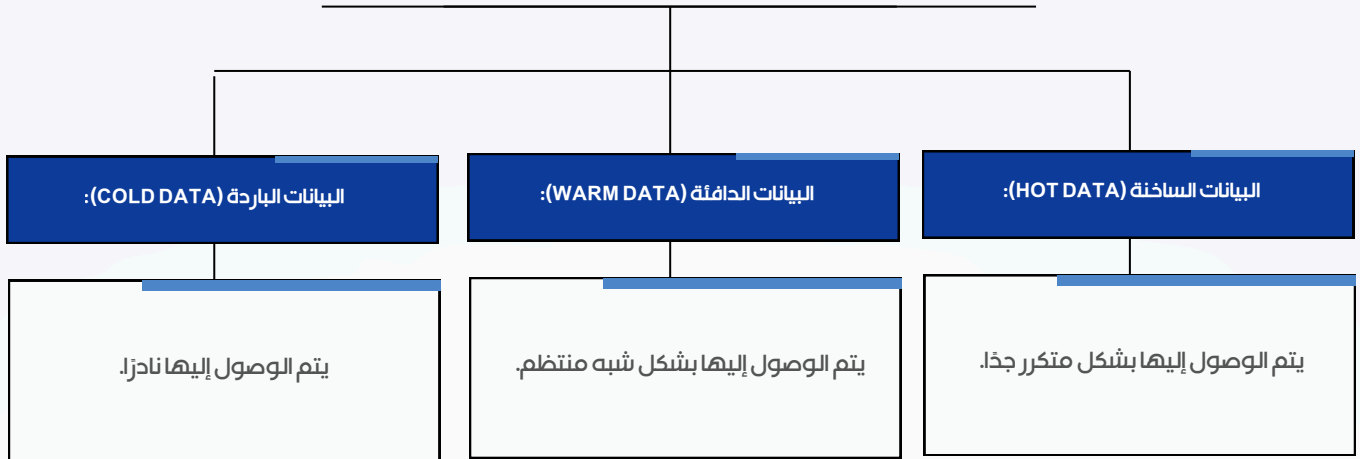 البيانات الساخنة (HOT DATA):
يتم الوصول إليها بشكل متكرر جدًا.
البيانات الدافئة (WARM DATA):
يتم الوصول إليها بشكل شبه منتظم.
البيانات الباردة (COLD DATA):
يتم الوصول إليها نادرًا.